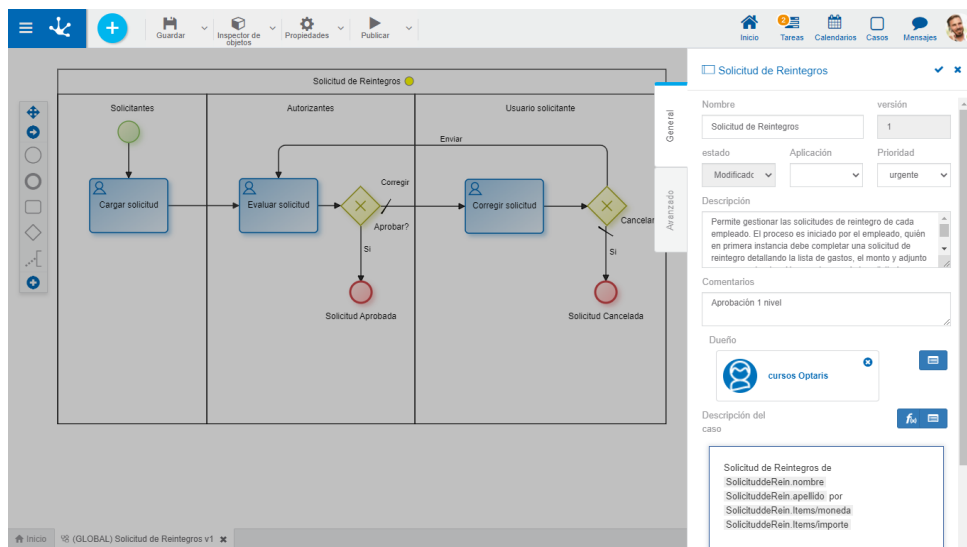 Guardar
Inspector de
objetos
Propiedades
Publicar
Inicio
2
Tareas
Calendarios
Casos
Mensajes
Solicitud de Reintegros
Solicitantes
Autorizantes
Usuario solicitante
Enviar
Cargar solicitud
Evaluar solicitud
Corregir
Aprobar?
Corregir solicitud
Cancelar
Si
Si
Solicitud Aprobada
Solicitud Cancelada
General
Avanzado
Solicitud de Reintegros
Nombre
versión
Solicitud de Reintegros
1
estado
Aplicación
Prioridad
Modificadc
urgente
Descripción
Permite gestionar las solicitudes de reintegro de cada
empleado. El proceso es iniciado por el empleado, quièn
en primera instancia debe completar una solicitud de
reintegro detallando la lista de gastos, el monto y adjunto
Comentarios
Aprobaciòn 1 nivel
Dueño
cursos Optaris
Descripción del
caso
f(x)
Solicitud de Reintegros de
SolicituddeRein.nombre
SolicituddeRein.apellido por
SolicituddeRein.Items/moneda
SolicituddeRein.Items/importe
Inicio
(GLOBAL) Solicitud de Reintegros v1